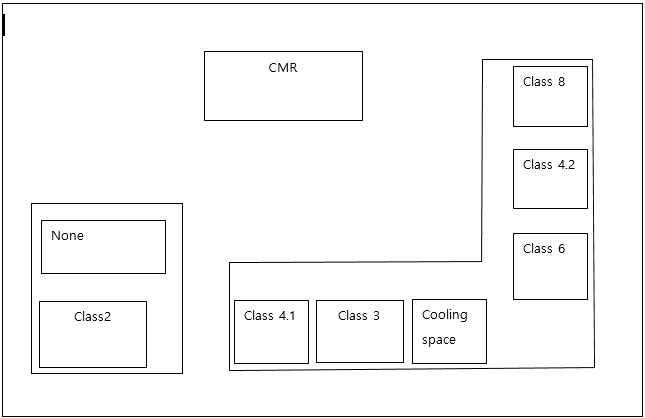 CMR
Class 8
Class 4.2
None
Class 6
Class2
Class 4.1
Class 3
Cooling
space